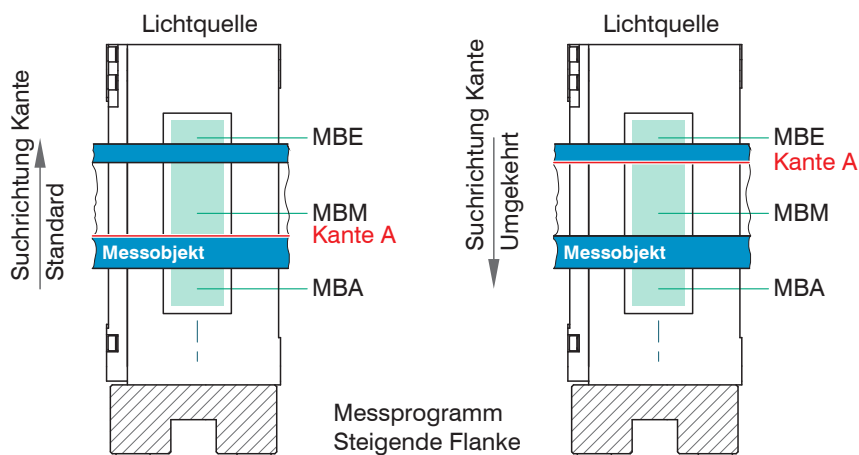 Lichtquelle
Suchrichtung Kante
Standard
MBE
MBM
Kante A
Messobjekt
MBA
Lichtquelle
Suchrichtung Kante
Umgekehrt
MBE
Kante A
MBM
Messobjekt
MBA
Messprogramm
Steigende Flanke